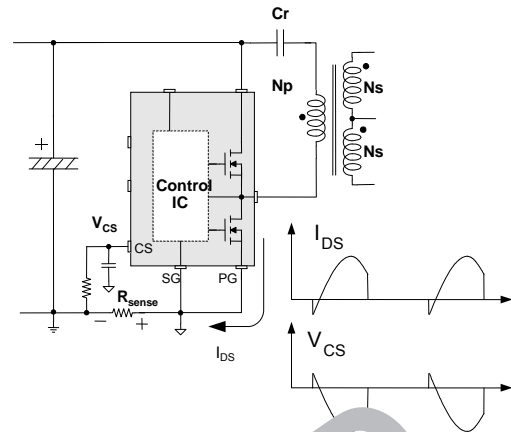 Cr
Np
Ns
Ns
Control
IC
VCS
CS
SG
PG
Rsense
IDS
IDS
VCS